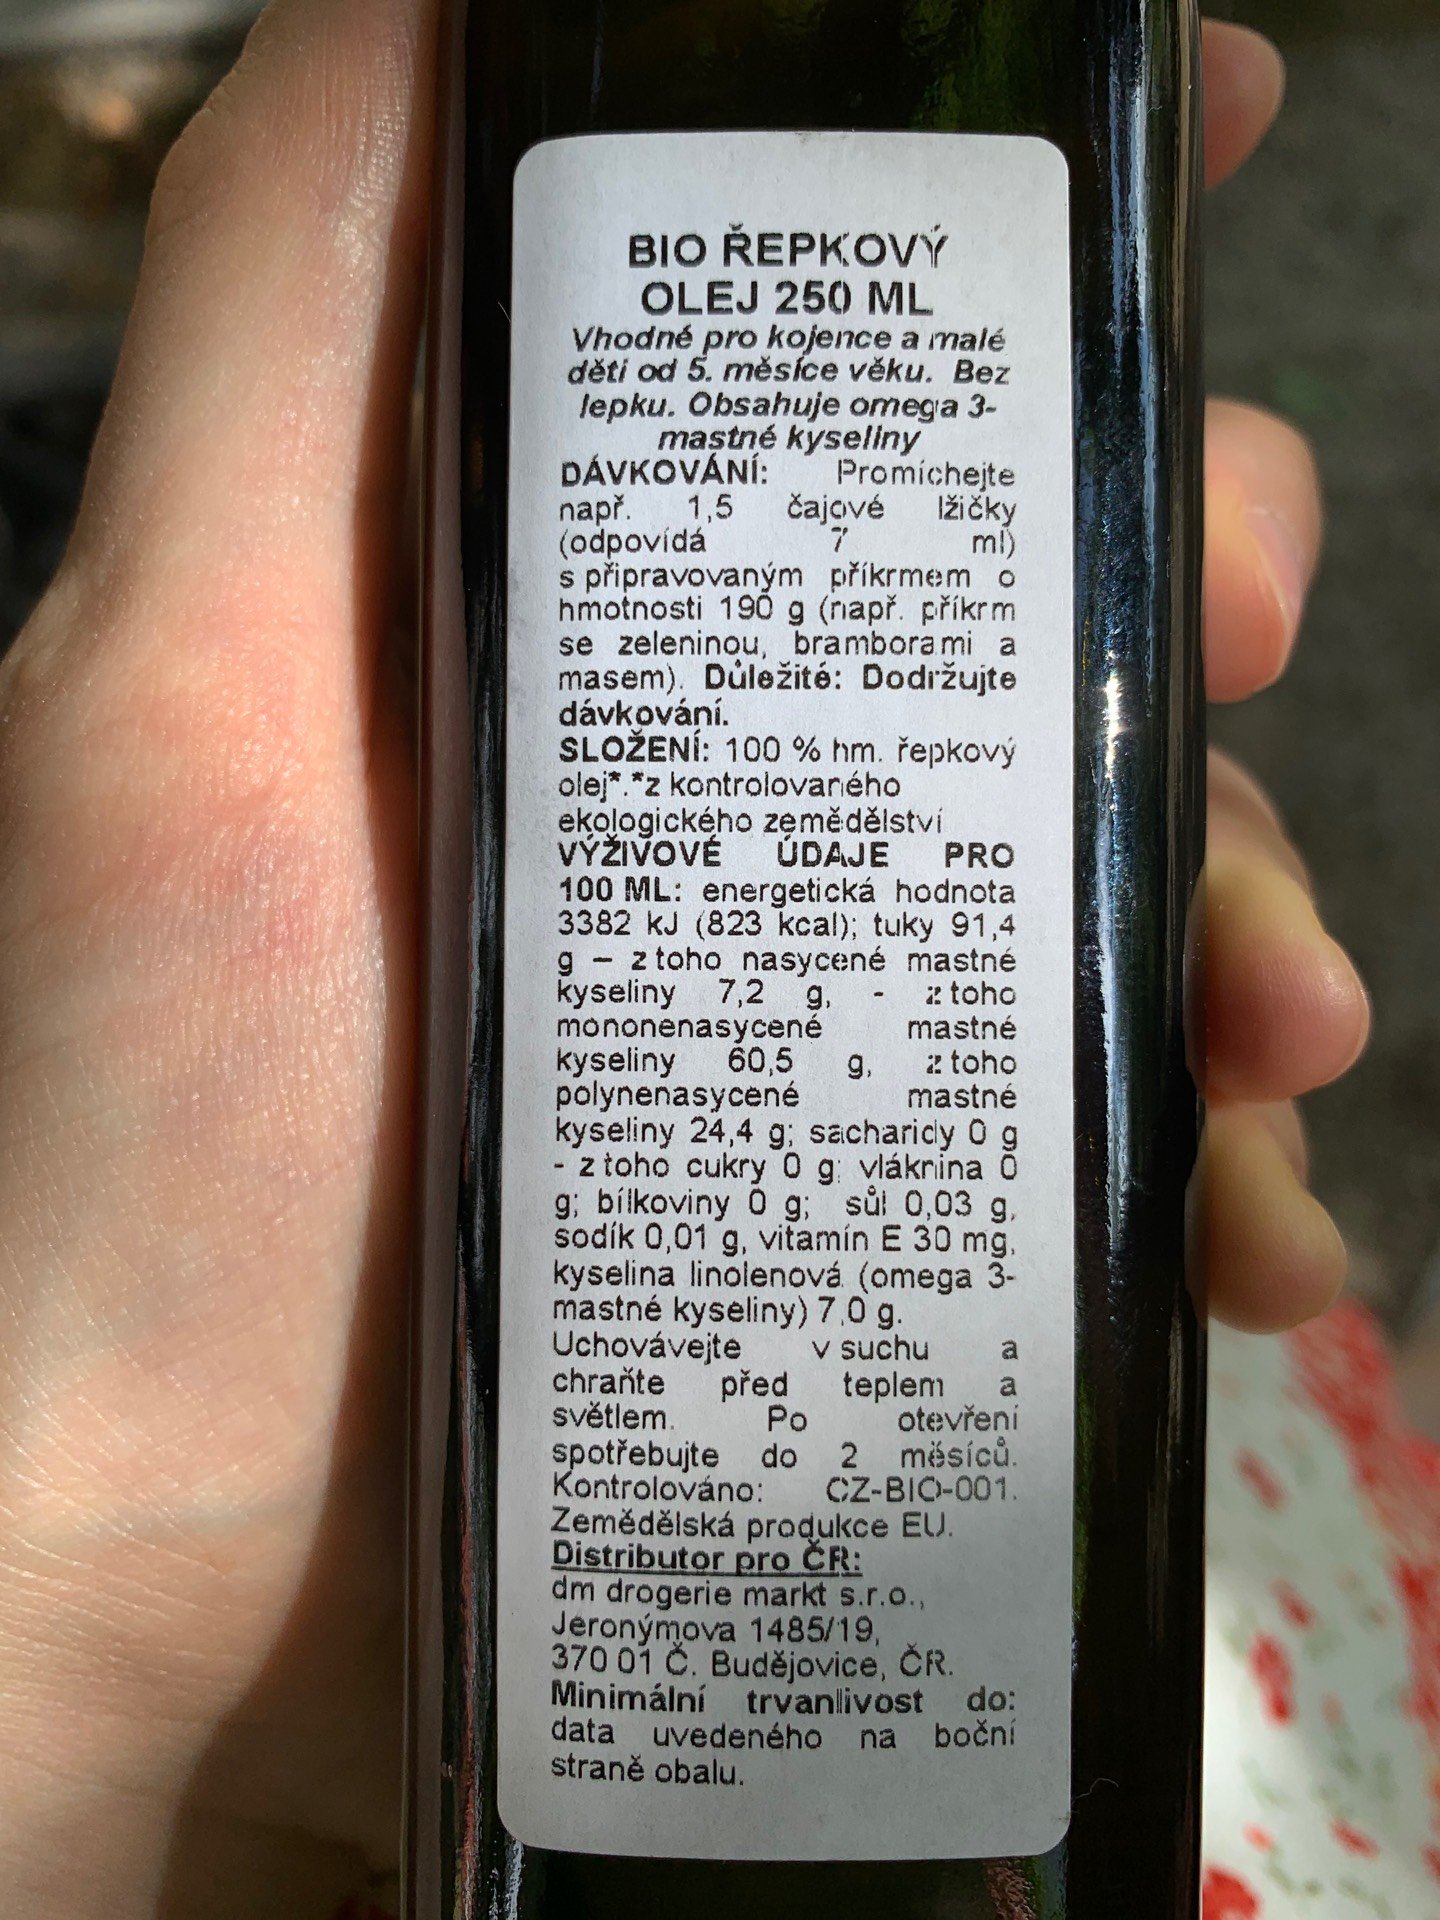 BIO ŘEPKOVÝ
OLEJ 250 ML
Vhodné pro kojence a malé
děti od 5. měsíce věku. Bez
lepku. Obsahuje omega 3-
mastné kyseliny
DÁVKOVÁNÍ: Promíchejte
např. 1,5 čajové lžičky
(odpovídá 7 ml)
s připravovaným příkrmem o
hmotnosti 190 g (např. příkrm
se zeleninou, bramborami a
masem). Důležité: Dodržujte
dávkování.
SLOŽENÍ: 100 % hm. řepkový
olej*.*z kontrolovaného
ekologického zemědělství
VÝŽIVOVÉ ÚDAJE PRO
100 ML: energetická hodnota
3382 kJ (823 kcal); tuky 91,4
g – z toho nasycené mastné
kyseliny 7,2 g, - z toho
mononenasycené mastné
kyseliny 60,5 g, z toho
polynenasycené mastné
kyseliny 24,4 g; sacharidy 0 g
- z toho cukry 0 g; vláknina 0
g; bílkoviny 0 g; sůl 0,03 g,
sodík 0,01 g, vitamín E 30 mg,
kyselina linolenová (omega 3-
mastné kyseliny) 7,0 g.
Uchovávejte v suchu a
chraňte před teplem a
světlem. Po otevření
spotřebujte do 2 měsíců.
Kontrolováno: CZ-BIO-001.
Zemědělská produkce EU.
Distributor pro ČR:
dm drogerie markt s.r.o.,
Jeronýmova 1485/19,
370 01 Č. Budějovice, ČR.
Minimální trvanlivost do:
data uvedeného na boční
straně obalu.